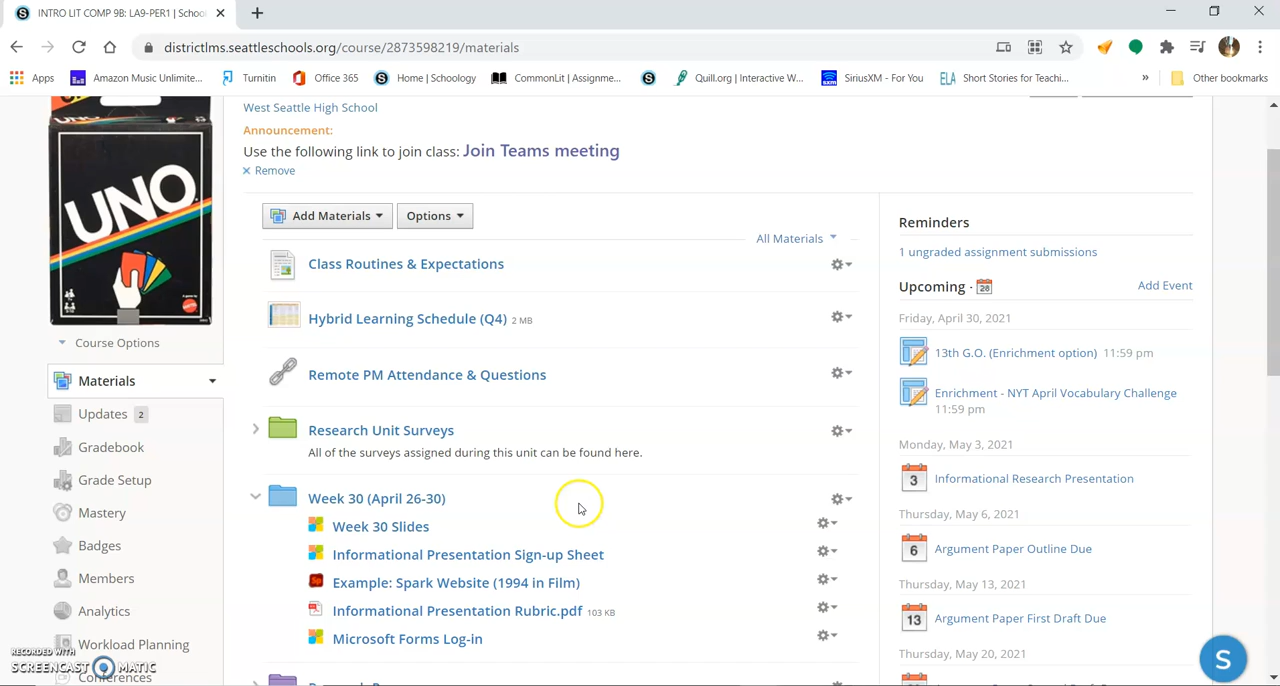 INTRO LIT COMP 9B: LA9-PER1 | Schoo
districtlms.seattleschools.org/course/2873598219/materials
Apps
Amazon Music Unlimite...
Turnitin
Office 365
Home | Schoology
CommonLit | Assignme...
Quill.org | Interactive W...
SiriusXM - For You
Short Stories for Teachi...
»
Other bookmarks
UNO
West Seattle High School
Announcement:
Use the following link to join class: Join Teams meeting
× Remove
Add Materials
Options
All Materials
Class Routines & Expectations
Hybrid Learning Schedule (Q4) 2 MB
Remote PM Attendance & Questions
Research Unit Surveys
All of the surveys assigned during this unit can be found here.
Week 30 (April 26-30)
Week 30 Slides
Informational Presentation Sign-up Sheet
Example: Spark Website (1994 in Film)
Informational Presentation Rubric.pdf 103 KB
Microsoft Forms Log-in
Course Options
Materials
Updates 2
Gradebook
Grade Setup
Mastery
Badges
Members
Analytics
Workload Planning
Conferences
Reminders
1 ungraded assignment submissions
Upcoming · 28
Add Event
Friday, April 30, 2021
13th G.O. (Enrichment option) 11:59 pm
Enrichment - NYT April Vocabulary Challenge
11:59 pm
Monday, May 3, 2021
3 Informational Research Presentation
Thursday, May 6, 2021
6 Argument Paper Outline Due
Thursday, May 13, 2021
13 Argument Paper First Draft Due
Thursday, May 20, 2021
S
RECORDED WITH
SCREENCAST MATIC